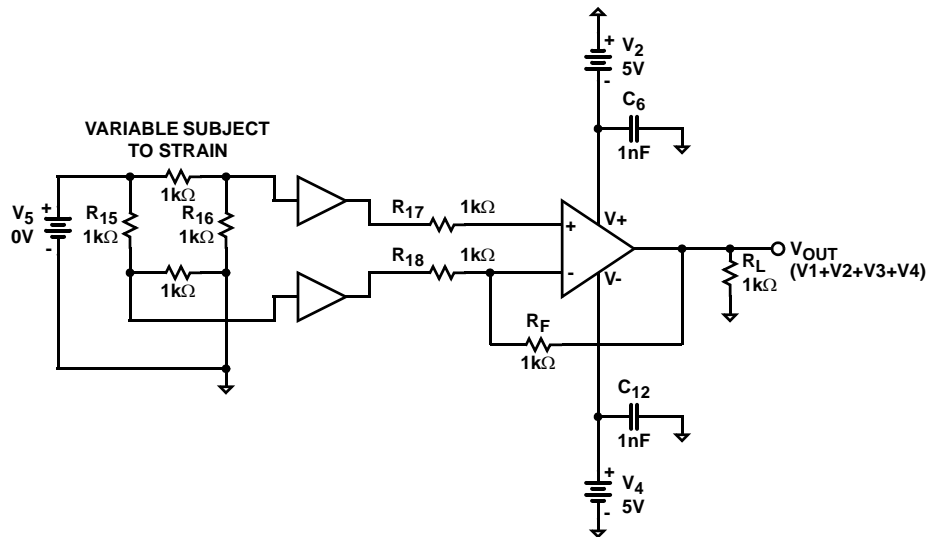 +
V2
5V
-
C6
1nF
VARIABLE SUBJECT
TO STRAIN
1kΩ
V5
0V
+
-
R15
1kΩ
R16
1kΩ
1kΩ
R17
1kΩ
R18
1kΩ
+
-
V+
V-
RF
1kΩ
VOUT
(V1+V2+V3+V4)
RL
1kΩ
C12
1nF
+
V4
5V
-